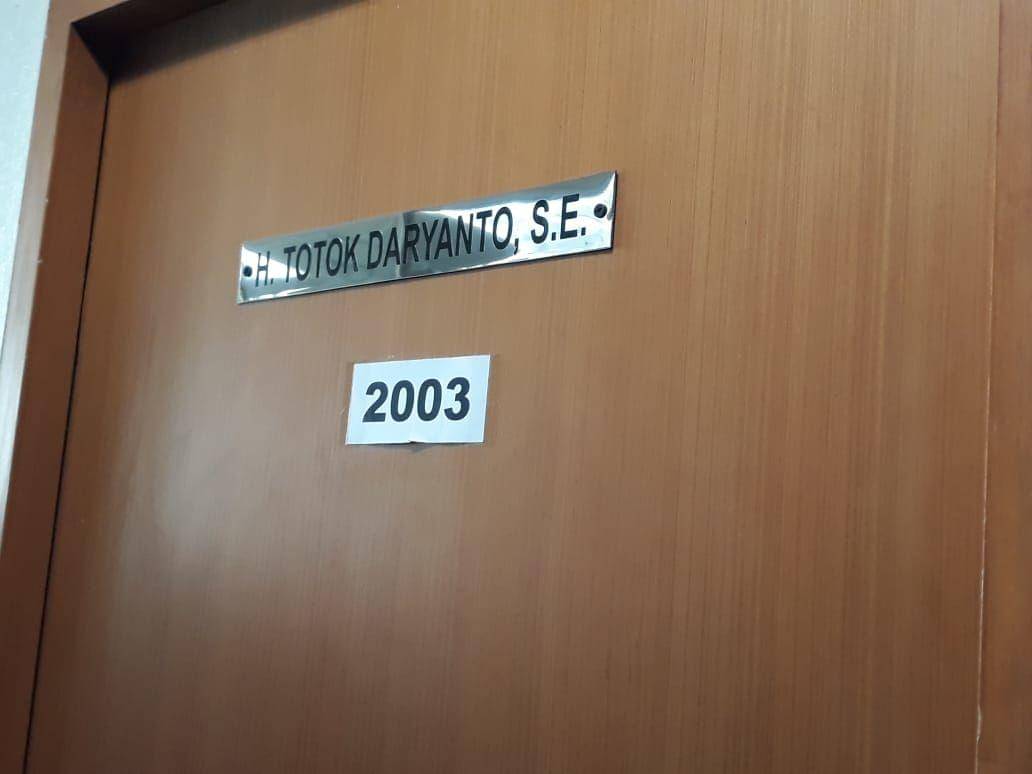 H. TOTOK DARYANTO, S.E.
2003